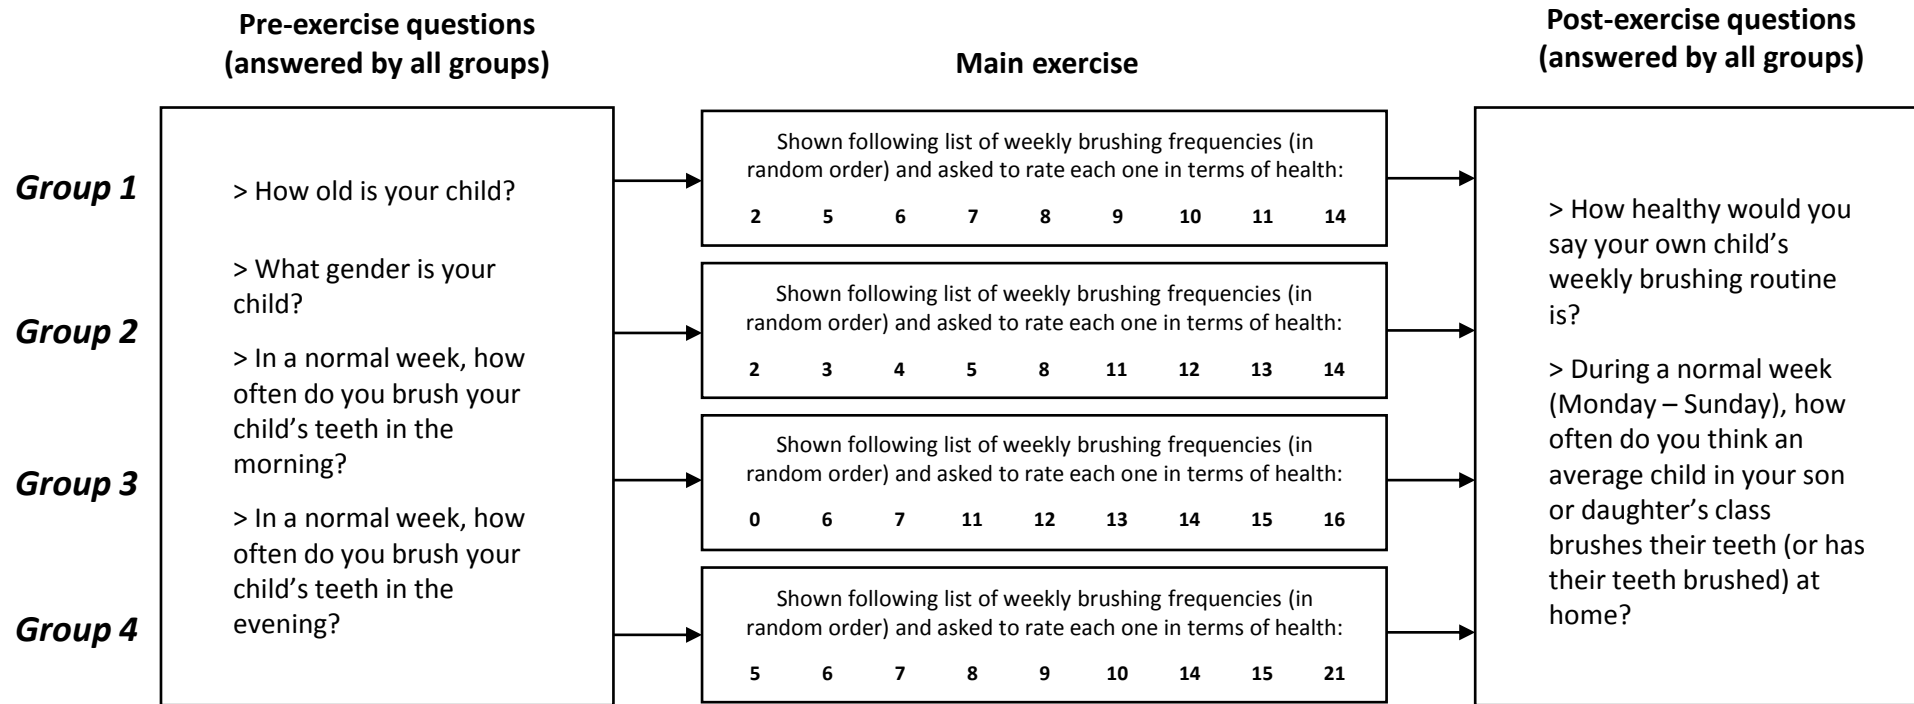 Pre-exercise questions
(answered by all groups)
Main exercise
Post-exercise questions
(answered by all groups)
Group 1
Group 2
Group 3
Group 4
> How old is your child?
> What gender is your
child?
> In a normal week, how
often do you brush your
child’s teeth in the
morning?
> In a normal week, how
often do you brush your
child’s teeth in the
evening?
Shown following list of weekly brushing frequencies (in
random order) and asked to rate each one in terms of health:
2 5 6 7 8 9 10 11 14
Shown following list of weekly brushing frequencies (in
random order) and asked to rate each one in terms of health:
2 3 4 5 8 11 12 13 14
Shown following list of weekly brushing frequencies (in
random order) and asked to rate each one in terms of health:
0 6 7 11 12 13 14 15 16
Shown following list of weekly brushing frequencies (in
random order) and asked to rate each one in terms of health:
5 6 7 8 9 10 14 15 21
> How healthy would you
say your own child’s
weekly brushing routine
is?
> During a normal week
(Monday – Sunday), how
often do you think an
average child in your son
or daughter’s class
brushes their teeth (or has
their teeth brushed) at
home?